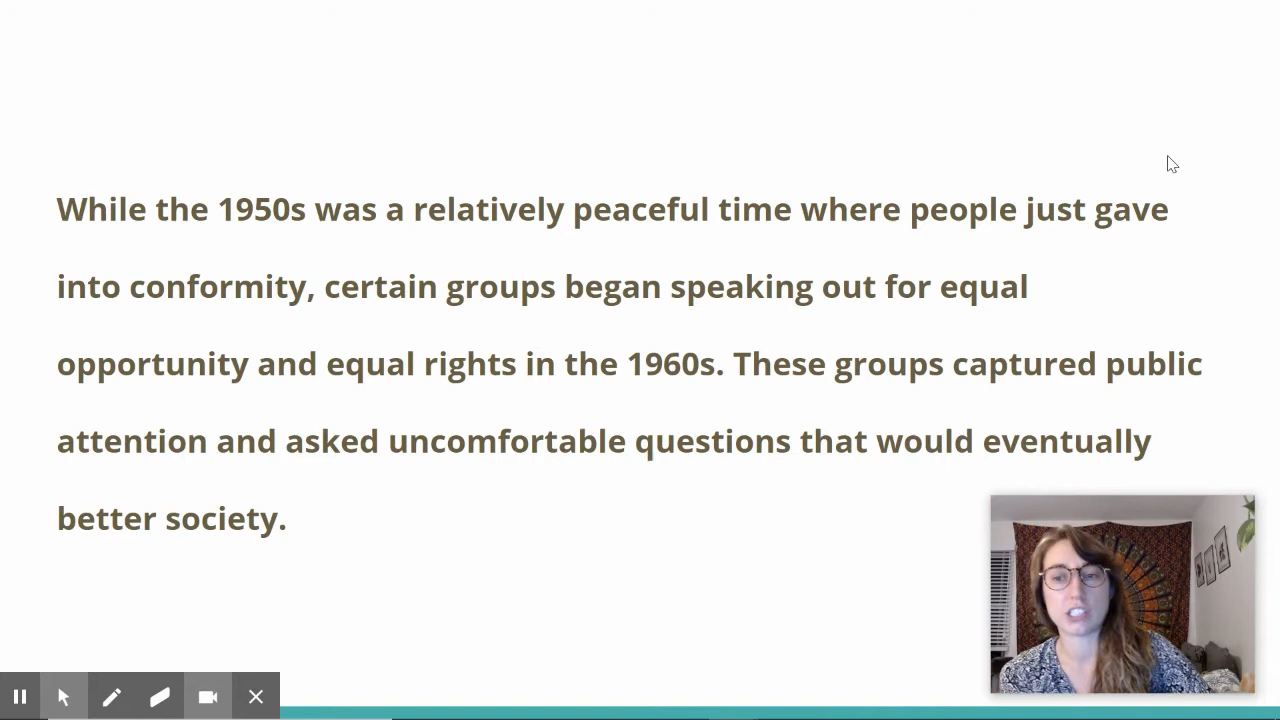 While the 1950s was a relatively peaceful time where people just gave
into conformity, certain groups began speaking out for equal
opportunity and equal rights in the 1960s. These groups captured public
attention and asked uncomfortable questions that would eventually
better society.